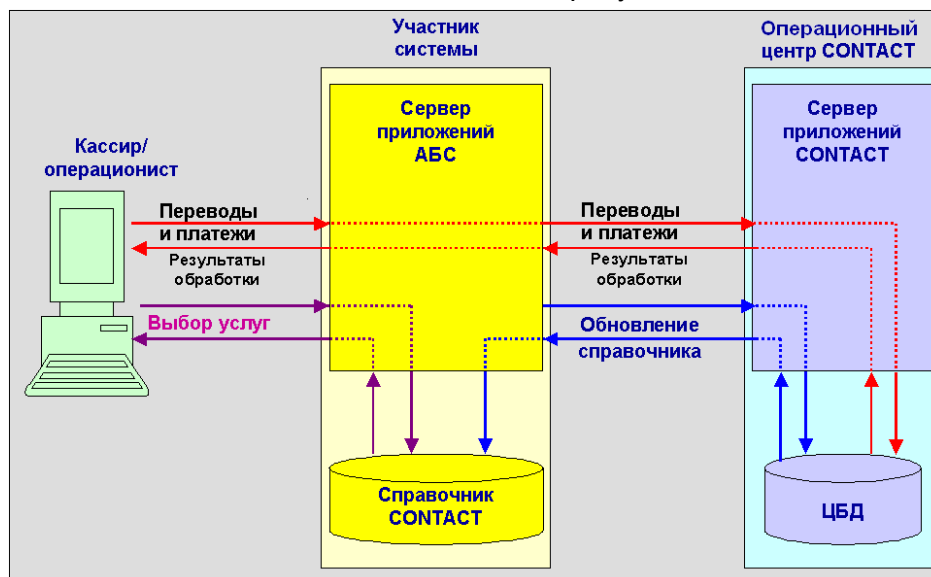 Участник
системы
Операционный
центр CONTACT
Сервер
приложений
АБС
Сервер
приложений
CONTACT
Кассир/
операционист
Переводы
и платежи
Результаты
обработки
Переводы
и платежи
Результаты
обработки
Выбор услуг
Обновление
справочника
Справочник
CONTACT
ЦБД